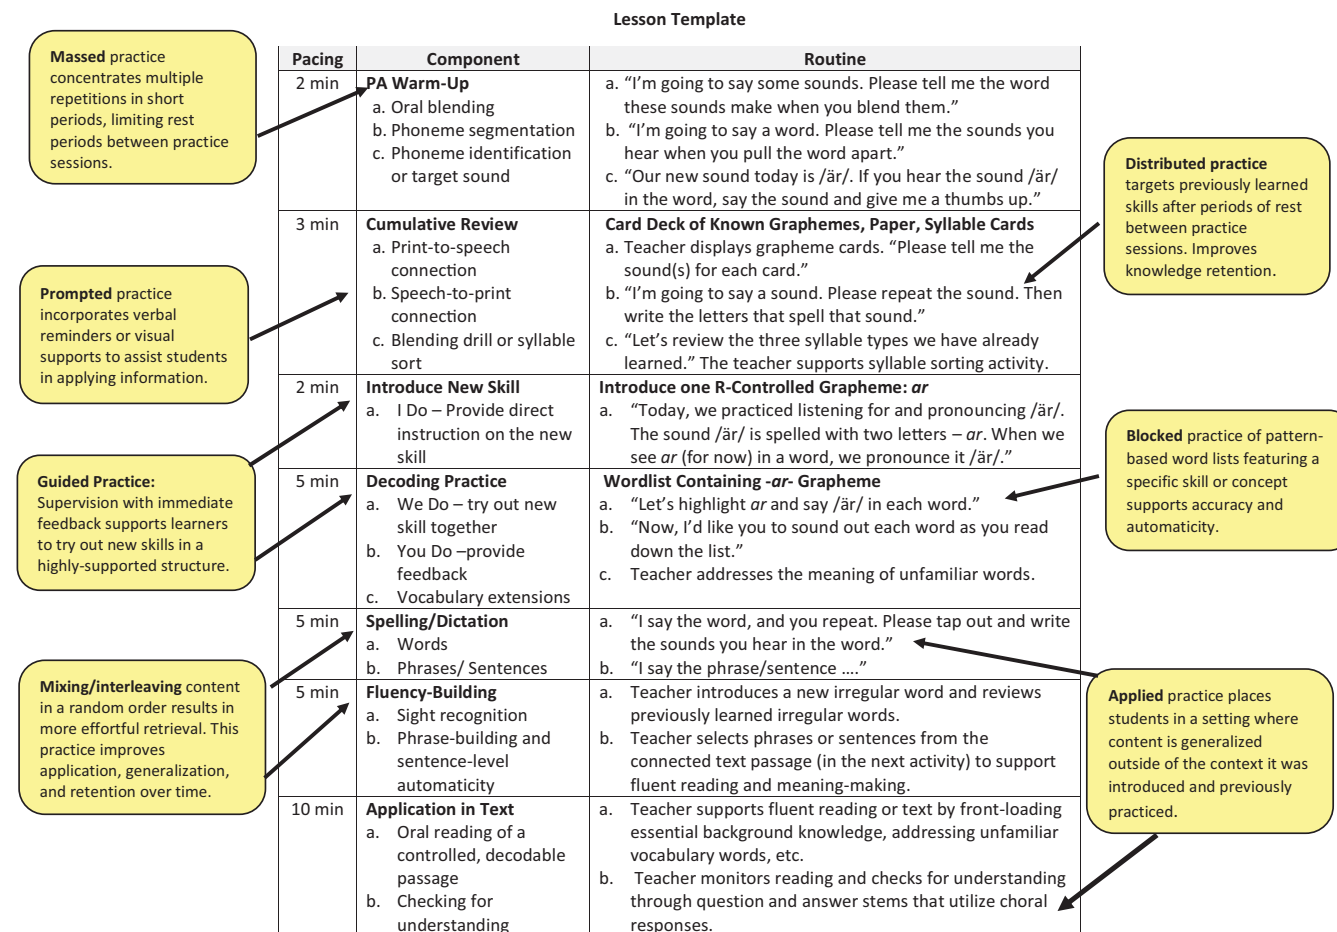 Lesson Template
Massed practice
concentrates multiple
repetitions in short
periods, limiting rest
periods between practice
sessions.
Prompted practice
incorporates verbal
reminders or visual
supports to assist students
in applying information.
Guided Practice:
Supervision with immediate
feedback supports learners
to try out new skills in a
highly-supported structure.
Mixing/interleaving content
in a random order results in
more effortful retrieval. This
practice improves
application, generalization,
and retention over time.
Pacing Component Routine
2 min
PA Warm-Up
a. Oral blending
b. Phoneme segmentation
c. Phoneme identification
or target sound
a. “I’m going to say some sounds. Please tell me the word
these sounds make when you blend them.”
b. “I’m going to say a word. Please tell me the sounds you
hear when you pull the word apart.”
c. “Our new sound today is /är/. If you hear the sound /är/
in the word, say the sound and give me a thumbs up.”
3 min
Cumulative Review
a. Print-to-speech
connection
b. Speech-to-print
connection
c. Blending drill or syllable
sort
Card Deck of Known Graphemes, Paper, Syllable Cards
a. Teacher displays grapheme cards. “Please tell me the
sound(s) for each card.”
b. “I’m going to say a sound. Please repeat the sound. Then
write the letters that spell that sound.”
c. “Let’s review the three syllable types we have already
learned.” The teacher supports syllable sorting activity.
2 min
Introduce New Skill
a. I Do – Provide direct
instruction on the new
skill
Introduce one R-Controlled Grapheme: ar
a. “Today, we practiced listening for and pronouncing /är/.
The sound /är/ is spelled with two letters – ar. When we
see ar (for now) in a word, we pronounce it /är/.”
5 min
Decoding Practice
a. We Do – try out new
skill together
b. You Do –provide
feedback
c. Vocabulary extensions
Wordlist Containing -ar- Grapheme
a. “Let’s highlight ar and say /är/ in each word.”
b. “Now, I’d like you to sound out each word as you read
down the list.”
c. Teacher addresses the meaning of unfamiliar words.
5 min
Spelling/Dictation
a. Words
b. Phrases/ Sentences
a. “I say the word, and you repeat. Please tap out and write
the sounds you hear in the word.”
b. “I say the phrase/sentence ….”
5 min
Fluency-Building
a. Sight recognition
b. Phrase-building and
sentence-level
automaticity
a. Teacher introduces a new irregular word and reviews
previously learned irregular words.
b. Teacher selects phrases or sentences from the
connected text passage (in the next activity) to support
fluent reading and meaning-making.
10 min
Application in Text
a. Oral reading of a
controlled, decodable
passage
b. Checking for
understanding
a. Teacher supports fluent reading or text by front-loading
essential background knowledge, addressing unfamiliar
vocabulary words, etc.
b. Teacher monitors reading and checks for understanding
through question and answer stems that utilize choral
responses.
Distributed practice
targets previously learned
skills after periods of rest
between practice
sessions. Improves
knowledge retention.
Blocked practice of pattern-
based word lists featuring a
specific skill or concept
supports accuracy and
automaticity.
Applied practice places
students in a setting where
content is generalized
outside of the context it was
introduced and previously
practiced.